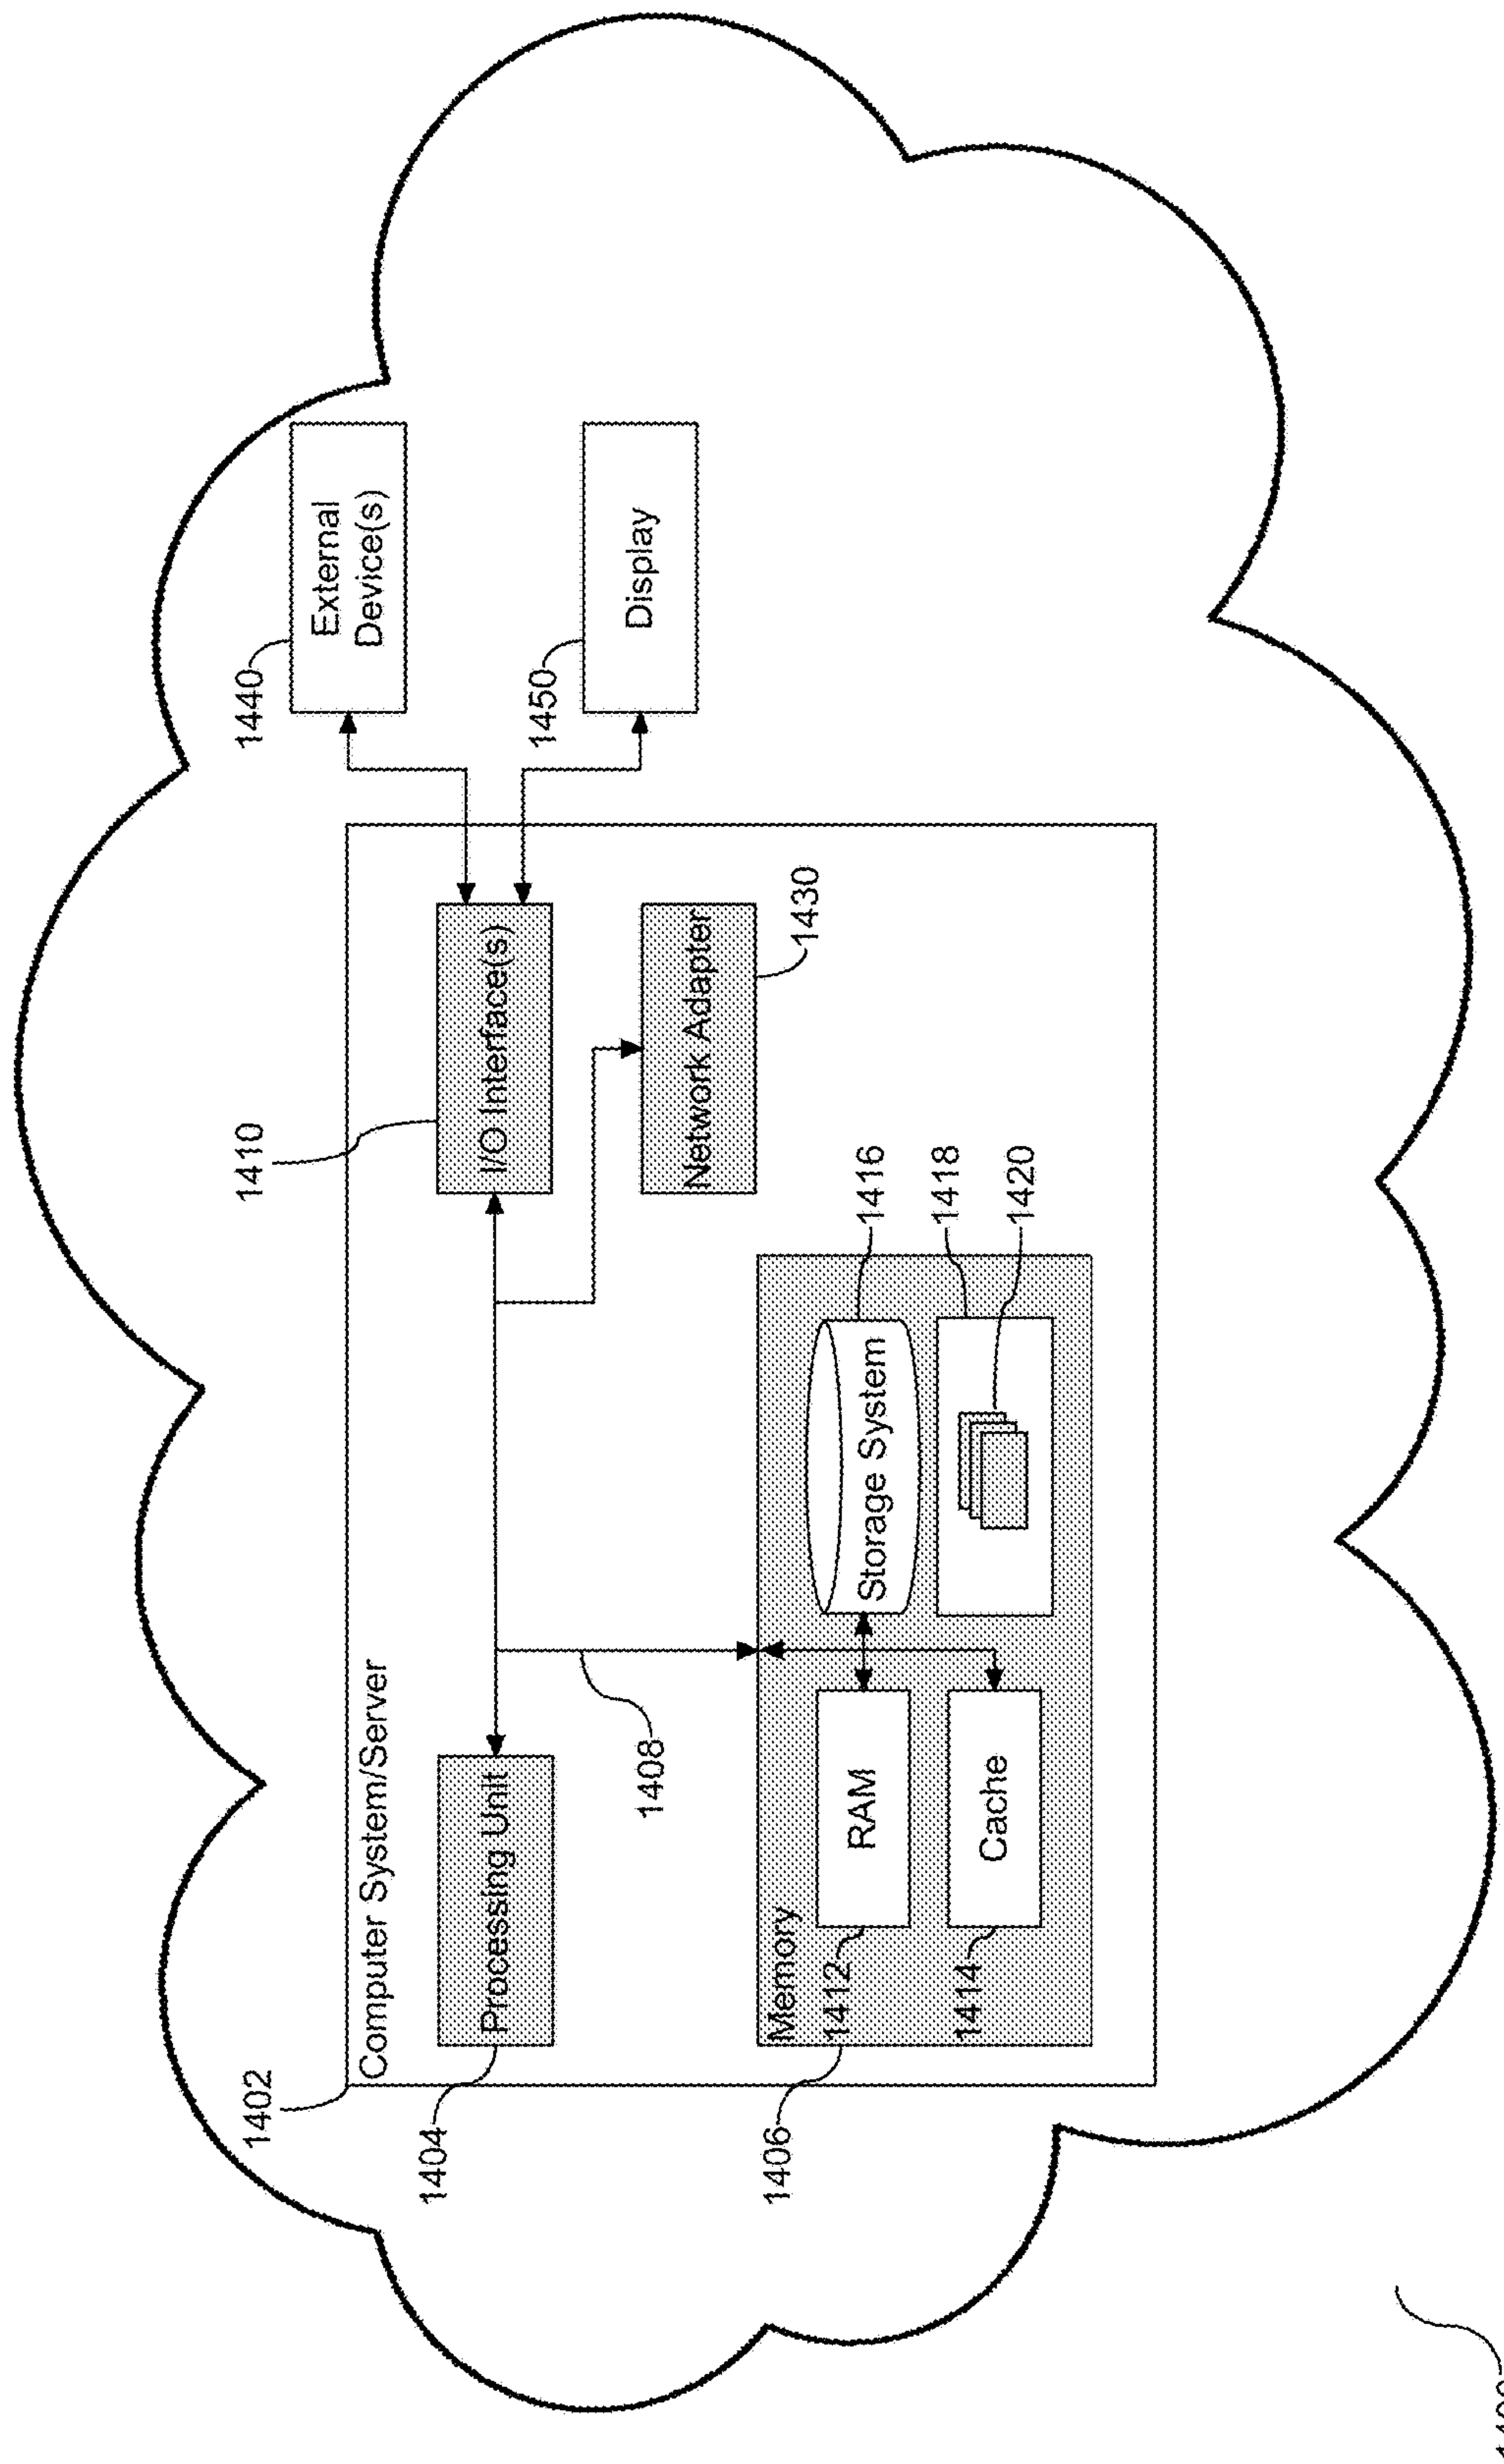 1402
Computer System/Server
1404
Processing Unit
1410
I/O Interface(s)
1440
External
Device(s)
1408
Network Adapter
1430
1450
Display
1406
Memory
1412
RAM
Storage System
1416
1414
Cache
1418
1420